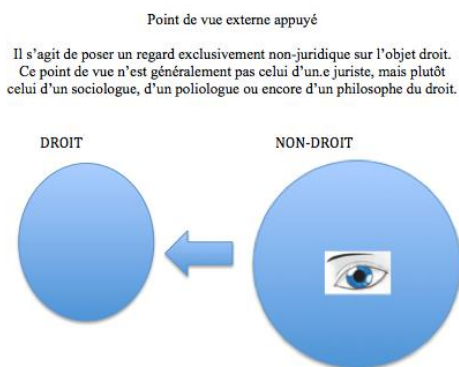 Point de vue externe appuyé
Il s'agit de poser un regard exclusivement non-juridique sur l'objet droit.
Ce point de vue n'est généralement pas celui d'un.e juriste, mais plutôt
celui d'un sociologue, d'un poliologue ou encore d'un philosophe du droit.
DROIT
NON-DROIT